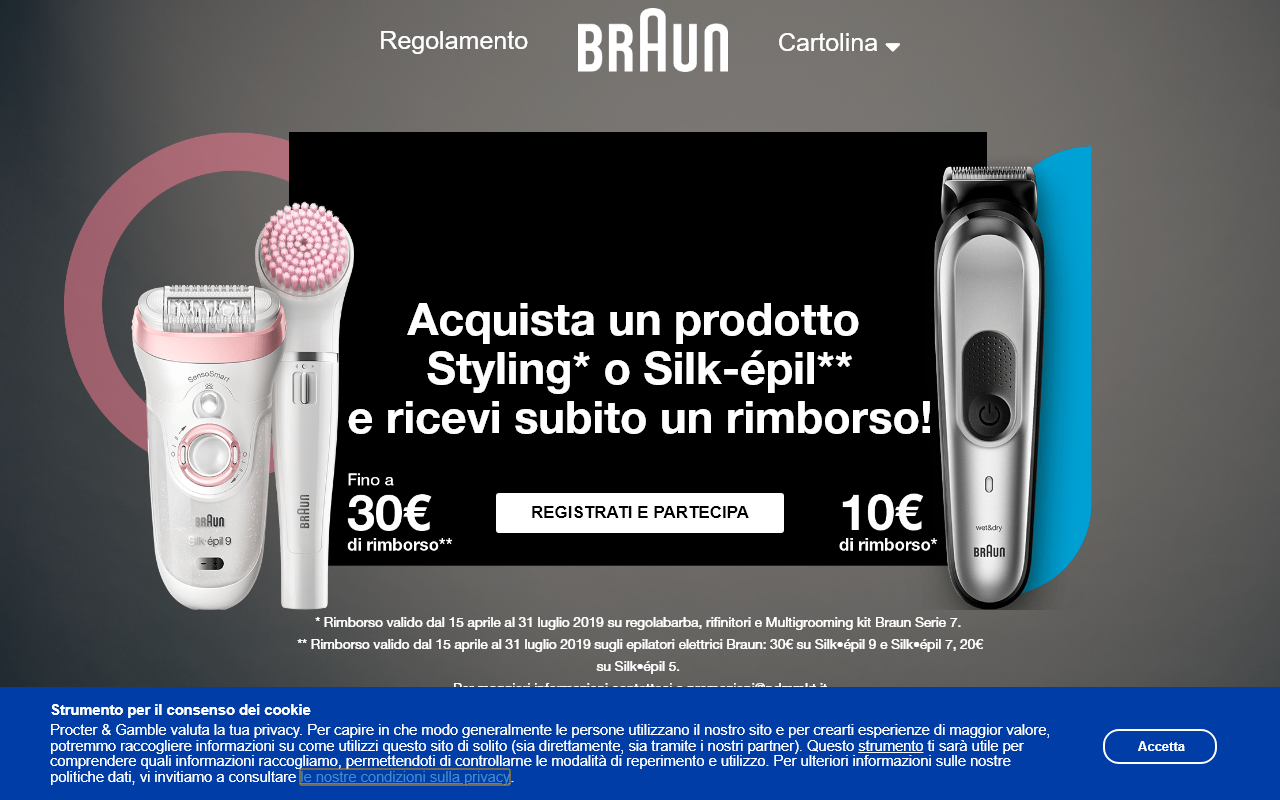 Regolamento
BRAUN
Cartolina
Acquista un prodotto
Styling* o Silk-épil**
e ricevi subito un rimborso!
Fino a
30€
di rimborso**
REGISTRATI E PARTECIPA
10€
di rimborso*
SensoSmart
BRAUN
Silk·épil 9
BRAUN
wet&dry
BRAUN
* Rimborso valido dal 15 aprile al 31 luglio 2019 su regolabarba, rifinitori e Multigrooming kit Braun Serie 7.
** Rimborso valido dal 15 aprile al 31 luglio 2019 sugli epilatori elettrici Braun: 30€ su Silk•épil 9 e Silk•épil 7, 20€
su Silk•épil 5.
Per maggiori informazioni contattaci a
Strumento per il consenso dei cookie
Procter & Gamble valuta la tua privacy. Per capire in che modo generalmente le persone utilizzano il nostro sito e per crearti esperienze di maggior valore,
potremmo raccogliere informazioni su come utilizzi questo sito di solito (sia direttamente, sia tramite i nostri partner). Questo strumento ti sarà utile per
comprendere quali informazioni raccogliamo, permettendoti di controllarne le modalità di reperimento e utilizzo. Per ulteriori informazioni sulle nostre
politiche dati, vi invitiamo a consultare le nostre condizioni sulla privacy.
Accetta